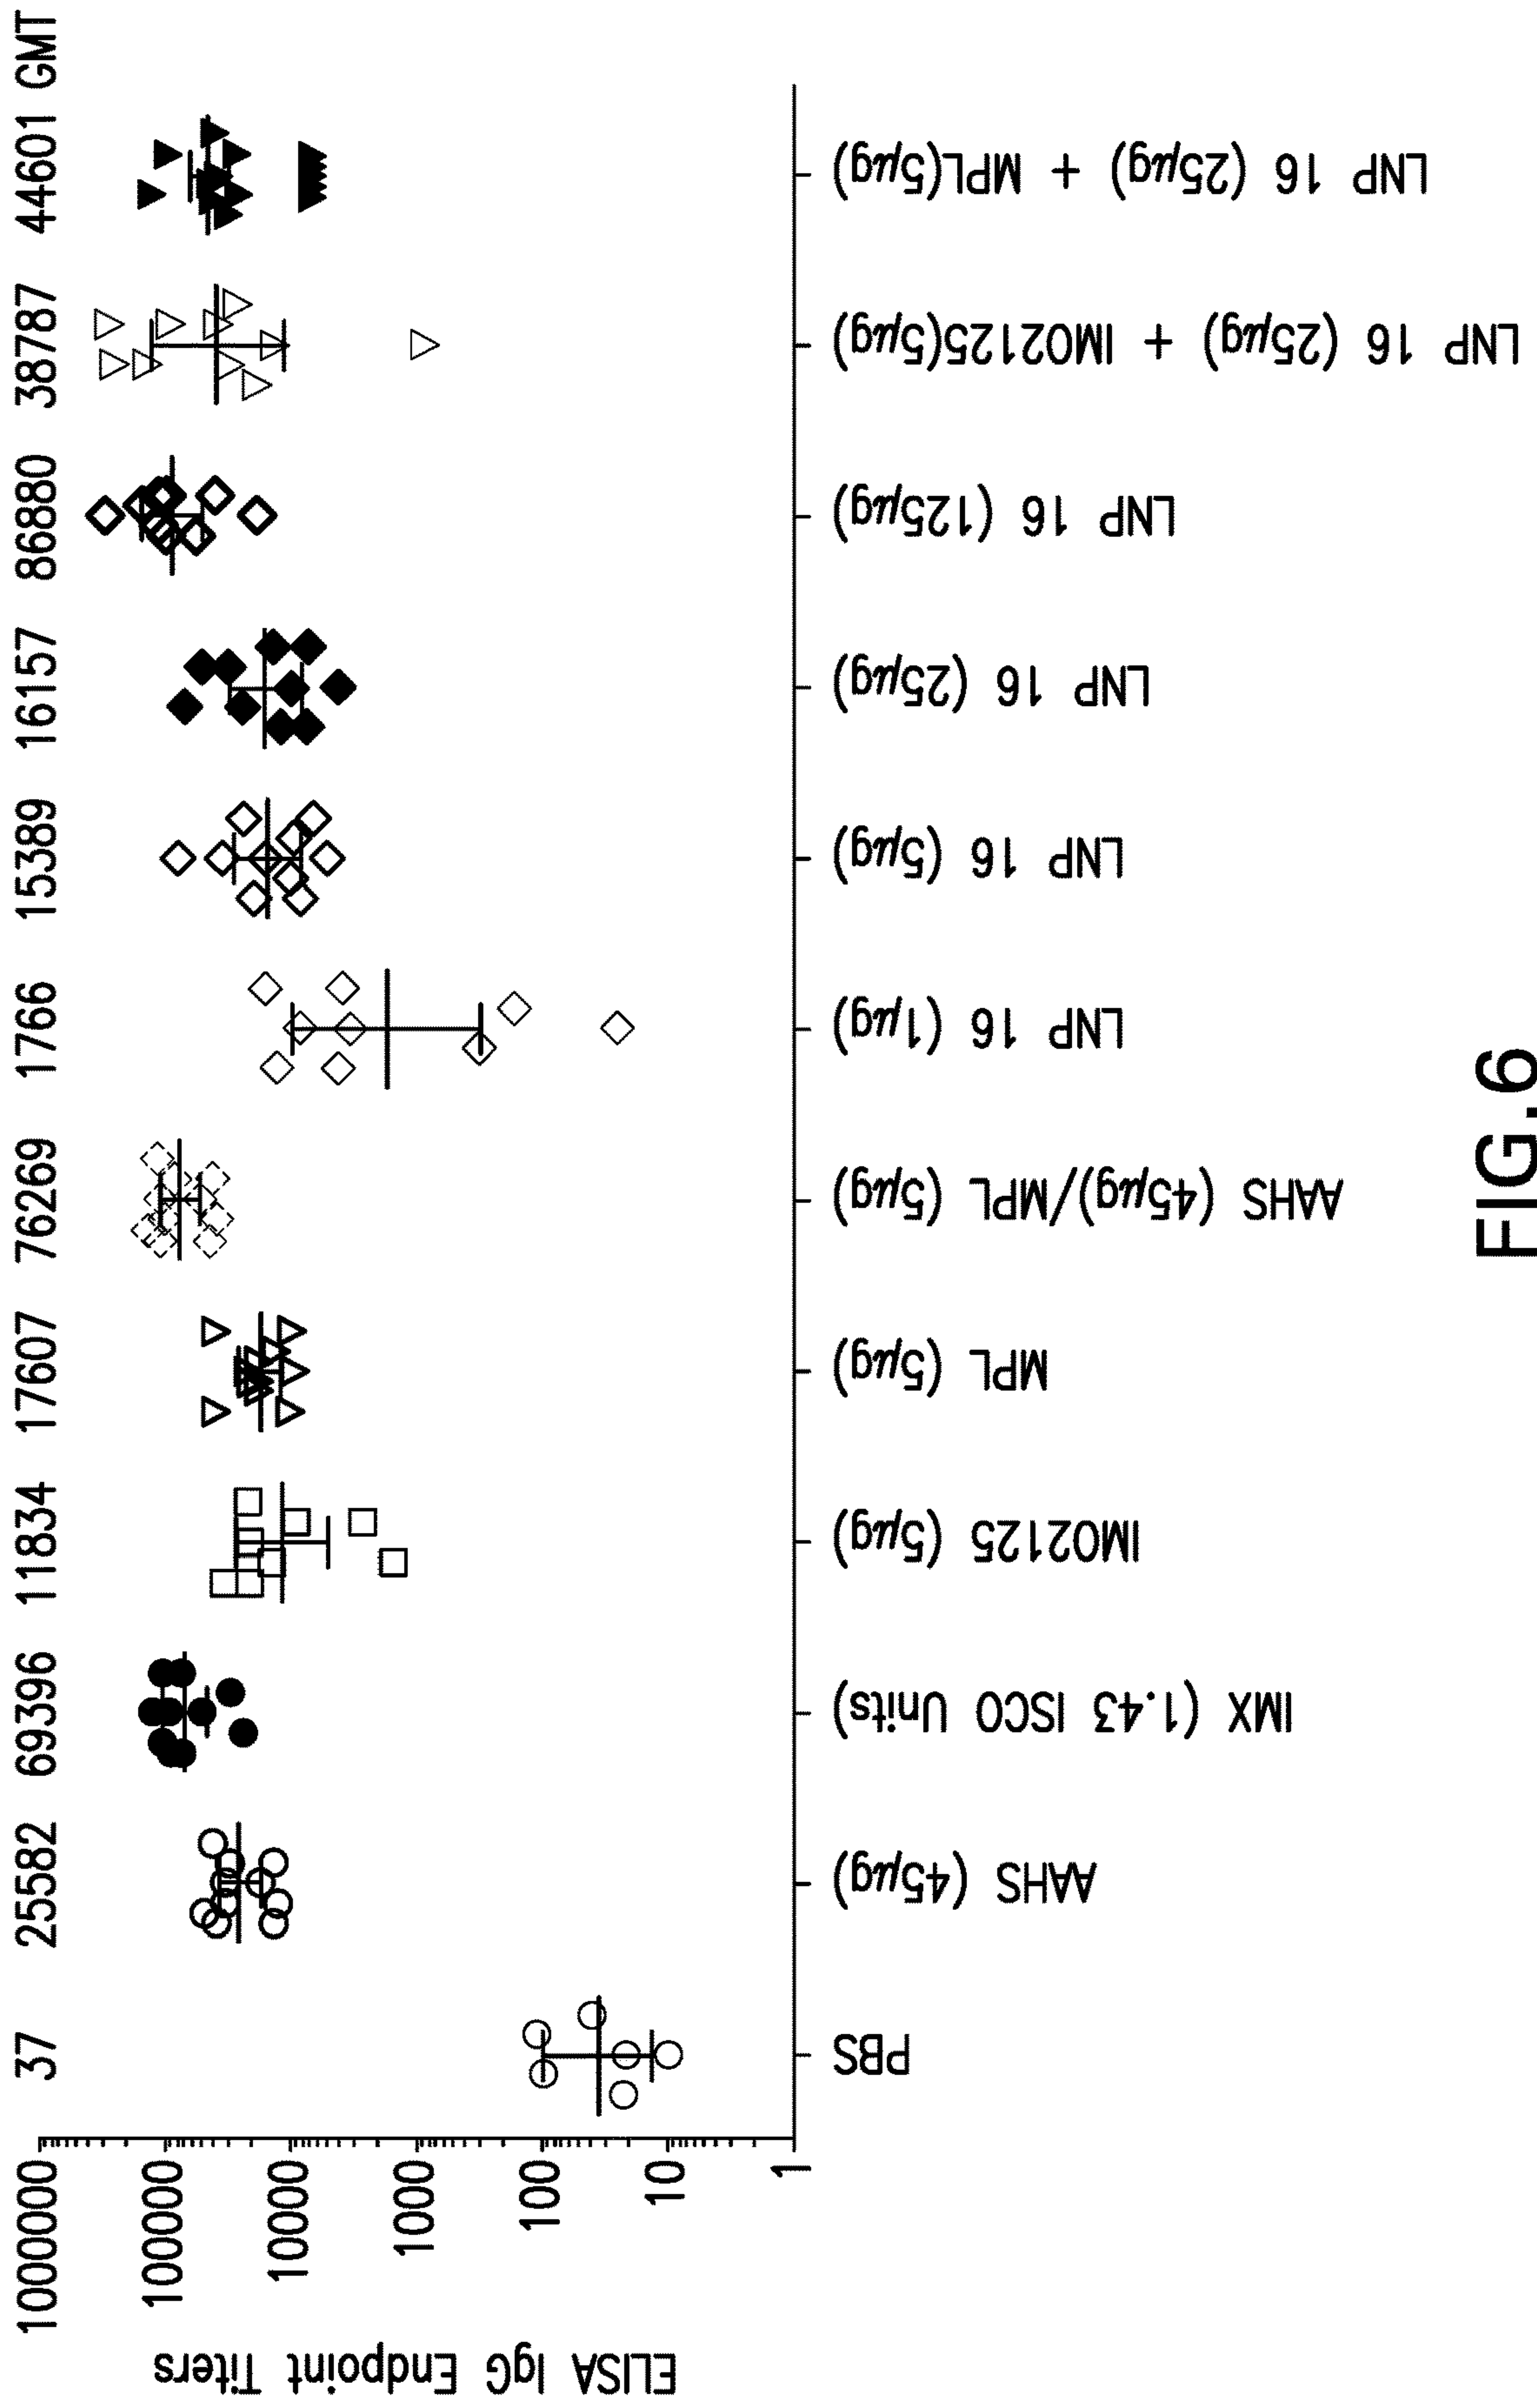 37 25582 69396 11834 17607 76269 1766 15389 16157 86880 38787 44601 GMT
ELISA IgG Endpoint Titers
1000000
100000
10000
1000
100
10
1
PBS
AAHS (45µg)
IMX (1.43 ISCO Units)
IMO2125 (5µg)
MPL (5µg)
AAHS (45µg)/MPL (5µg)
LNP 16 (1µg)
LNP 16 (5µg)
LNP 16 (25µg)
LNP 16 (125µg)
LNP 16 (25µg) + IMO2125(5µg)
LNP 16 (25µg) + MPL(5µg)
FIG.6